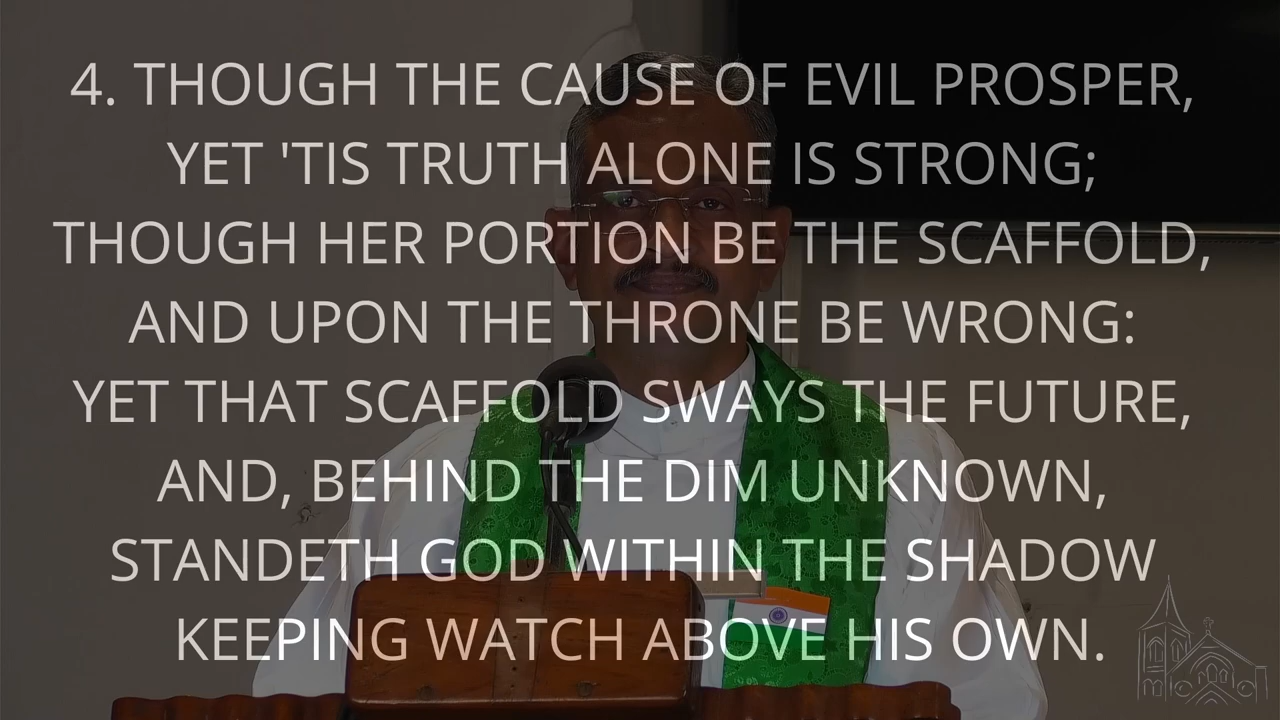 4. THOUGH THE CAUSE OF EVIL PROSPER,
YET 'TIS TRUTH ALONE IS STRONG;
THOUGH HER PORTION BE THE SCAFFOLD,
AND UPON THE THRONE BE WRONG:
YET THAT SCAFFOLD SWAYS THE FUTURE,
AND, BEHIND THE DIM UNKNOWN,
STANDETH GOD WITHIN THE SHADOW
KEEPING WATCH ABOVE HIS OWN.